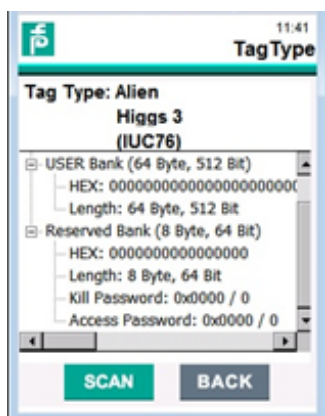 11:41
TagType
Tag Type: Alien
Higgs 3
(IUC76)
USER Bank (64 Byte, 512 Bit)
HEX: 00000000000000000000000(
Length: 64 Byte, 512 Bit
Reserved Bank (8 Byte, 64 Bit)
HEX: 0000000000000000
Length: 8 Byte, 64 Bit
Kill Password: 0x0000 / 0
Access Password: 0x0000 / 0
SCAN BACK